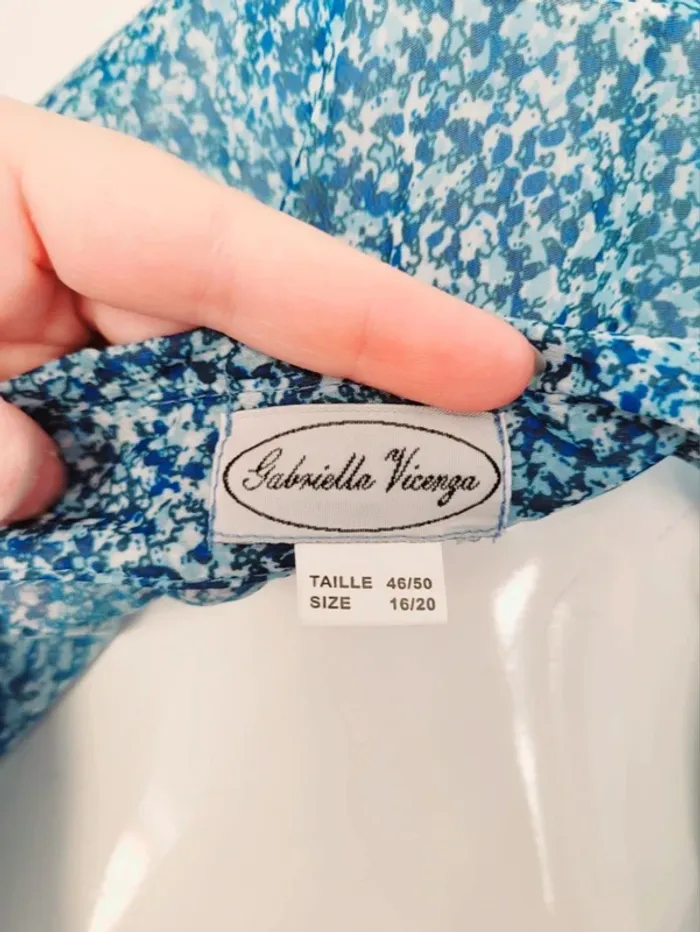 Gabriella Vicenza
TAILLE 46/50
SIZE 16/20